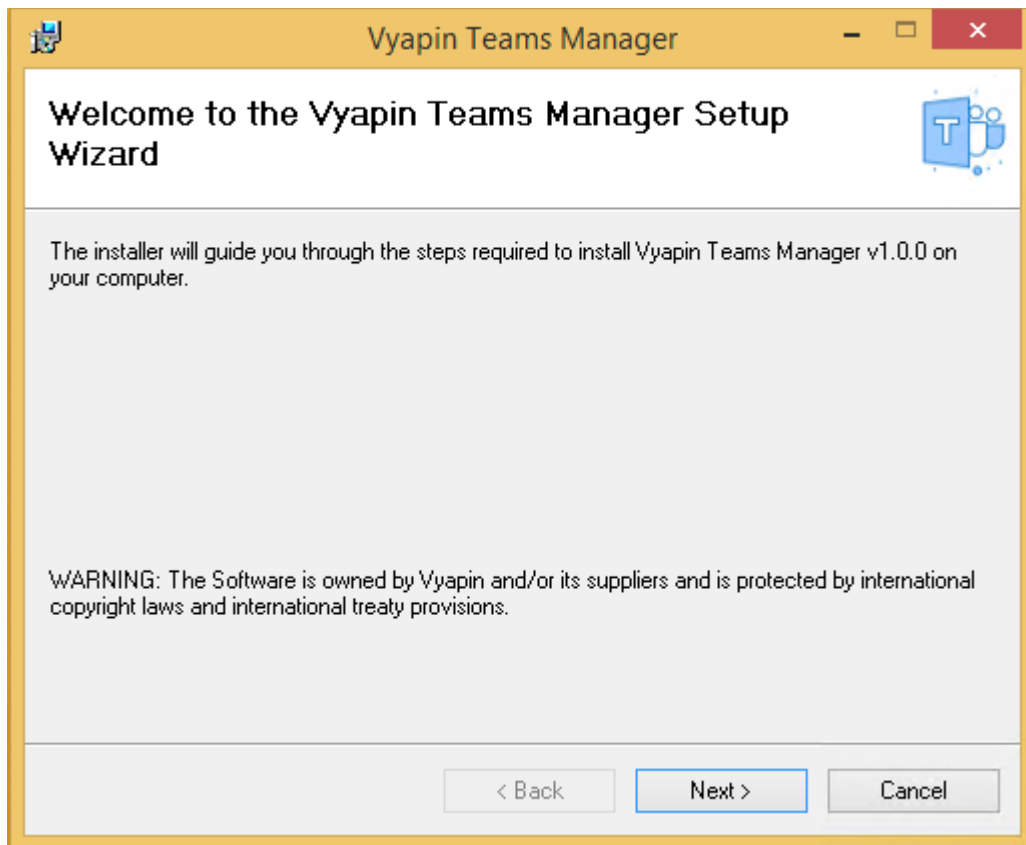 Vyapin Teams Manager
Welcome to the Vyapin Teams Manager Setup
Wizard
T
The installer will guide you through the steps required to install Vyapin Teams Manager v1.0.0 on
your computer.
WARNING: The Software is owned by Vyapin and/or its suppliers and is protected by international
copyright laws and international treaty provisions.
< Back
Next >
Cancel